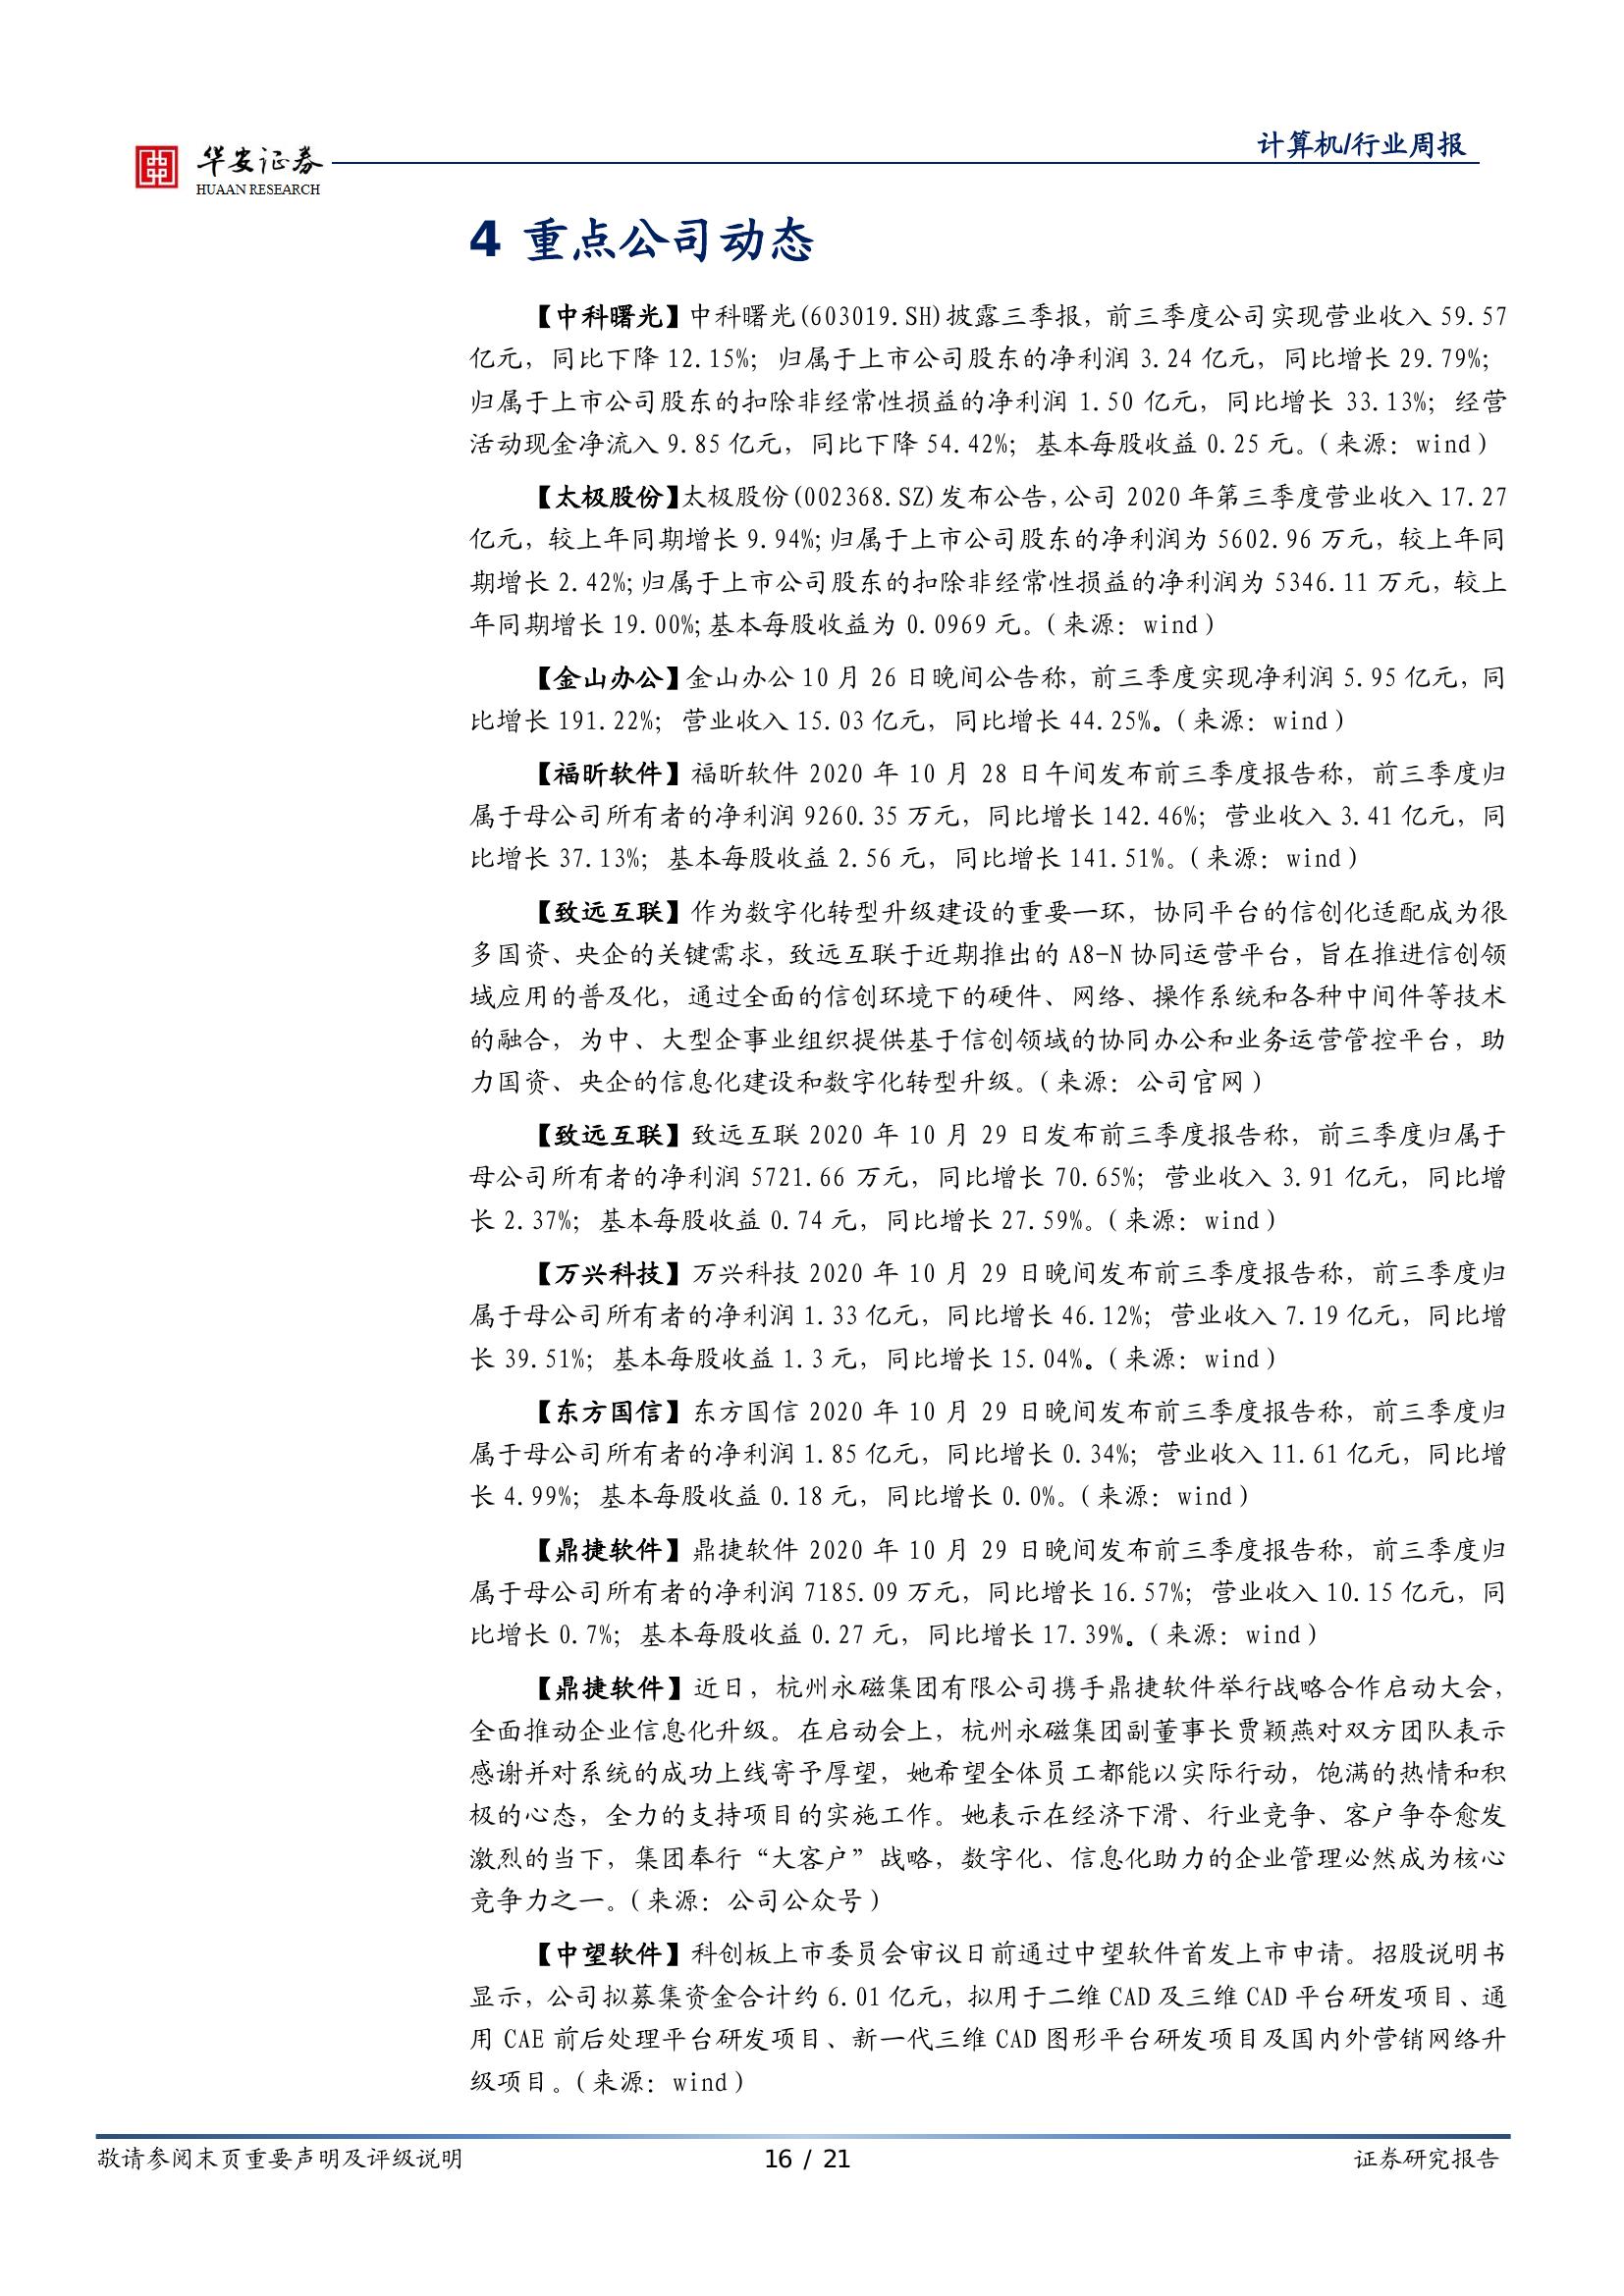 华安证券
HUAAN RESEARCH
计算机/行业周报
4 重点公司动态
【中科曙光】中科曙光(603019.SH)披露三季报，前三季度公司实现营业收入 59.57
亿元，同比下降 12.15%；归属于上市公司股东的净利润 3.24 亿元，同比增长 29.79%；
归属于上市公司股东的扣除非经常性损益的净利润 1.50 亿元，同比增长 33.13%；经营
活动现金净流入 9.85 亿元，同比下降 54.42%；基本每股收益 0.25 元。（来源：wind）
【太极股份】太极股份(002368.SZ)发布公告，公司 2020 年第三季度营业收入 17.27
亿元，较上年同期增长 9.94%;归属于上市公司股东的净利润为 5602.96 万元，较上年同
期增长 2.42%;归属于上市公司股东的扣除非经常性损益的净利润为 5346.11 万元，较上
年同期增长 19.00%;基本每股收益为 0.0969 元。（来源：wind）
【金山办公】金山办公 10 月 26 日晚间公告称，前三季度实现净利润 5.95 亿元，同
比增长 191.22%；营业收入 15.03 亿元，同比增长 44.25%。（来源：wind）
【福昕软件】福昕软件 2020 年 10 月 28 日午间发布前三季度报告称，前三季度归
属于母公司所有者的净利润 9260.35 万元，同比增长 142.46%；营业收入 3.41 亿元，同
比增长 37.13%；基本每股收益 2.56 元，同比增长 141.51%。（来源：wind）
【致远互联】作为数字化转型升级建设的重要一环，协同平台的信创化适配成为很
多国资、央企的关键需求，致远互联于近期推出的 A8-N 协同运营平台，旨在推进信创领
域应用的普及化，通过全面的信创环境下的硬件、网络、操作系统和各种中间件等技术
的融合，为中、大型企事业组织提供基于信创领域的协同办公和业务运营管控平台，助
力国资、央企的信息化建设和数字化转型升级。（来源：公司官网）
【致远互联】致远互联 2020 年 10 月 29 日发布前三季度报告称，前三季度归属于
母公司所有者的净利润 5721.66 万元，同比增长 70.65%；营业收入 3.91 亿元，同比增
长 2.37%；基本每股收益 0.74 元，同比增长 27.59%。（来源：wind）
【万兴科技】万兴科技 2020 年 10 月 29 日晚间发布前三季度报告称，前三季度归
属于母公司所有者的净利润 1.33 亿元，同比增长 46.12%；营业收入 7.19 亿元，同比增
长 39.51%；基本每股收益 1.3 元，同比增长 15.04%。（来源：wind）
【东方国信】东方国信 2020 年 10 月 29 日晚间发布前三季度报告称，前三季度归
属于母公司所有者的净利润 1.85 亿元，同比增长 0.34%；营业收入 11.61 亿元，同比增
长 4.99%；基本每股收益 0.18 元，同比增长 0.0%。（来源：wind）
【鼎捷软件】鼎捷软件 2020 年 10 月 29 日晚间发布前三季度报告称，前三季度归
属于母公司所有者的净利润 7185.09 万元，同比增长 16.57%；营业收入 10.15 亿元，同
比增长 0.7%；基本每股收益 0.27 元，同比增长 17.39%。（来源：wind）
【鼎捷软件】近日，杭州永磁集团有限公司携手鼎捷软件举行战略合作启动大会，
全面推动企业信息化升级。在启动会上，杭州永磁集团副董事长贾颖燕对双方团队表示
感谢并对系统的成功上线寄予厚望，她希望全体员工都能以实际行动，饱满的热情和积
极的心态，全力的支持项目的实施工作。她表示在经济下滑、行业竞争、客户争夺愈发
激烈的当下，集团奉行“大客户”战略，数字化、信息化助力的企业管理必然成为核心
竞争力之一。（来源：公司公众号）
【中望软件】科创板上市委员会审议日前通过中望软件首发上市申请。招股说明书
显示，公司拟募集资金合计约 6.01 亿元，拟用于二维 CAD 及三维 CAD 平台研发项目、通
用 CAE 前后处理平台研发项目、新一代三维 CAD 图形平台研发项目及国内外营销网络升
级项目。（来源：wind）
敬请参阅末页重要声明及评级说明
16 / 21
证券研究报告